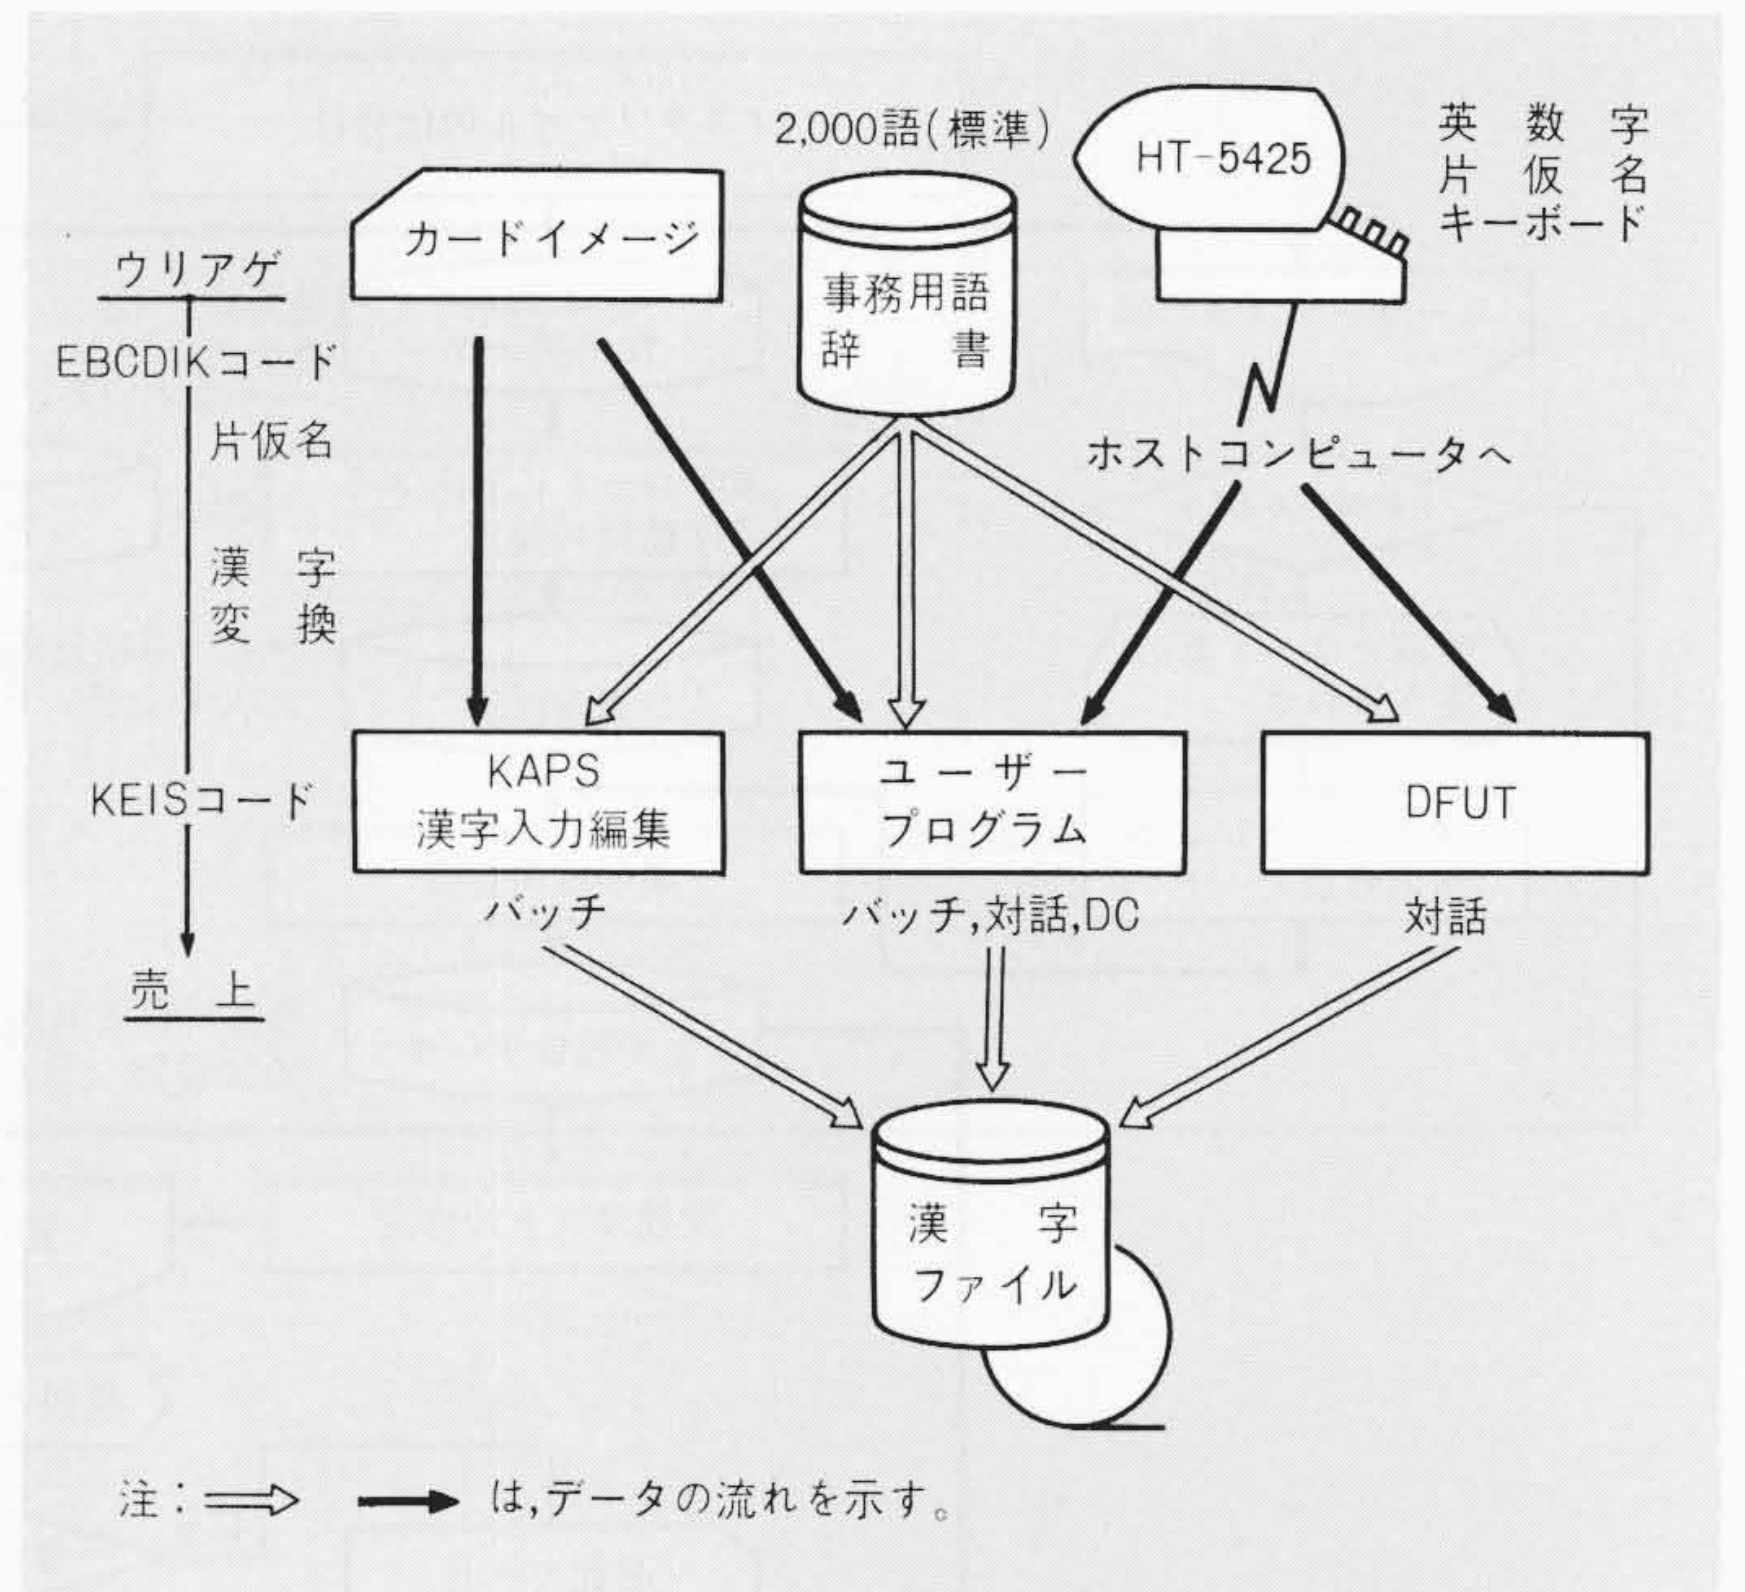 2,000語(標準)
HT-5425
英数字
片仮名
キーボード
カードイメージ
事務用語
辞書
ウリアゲ
EBCDIKコード
片仮名
漢字
変換
KEISコード
売上
ホストコンピュータへ
KAPS
漢字入力編集
ユーザー
プログラム
DFUT
バッチ
バッチ,対話,DC
対話
漢字
ファイル
注: は,データの流れを示す。